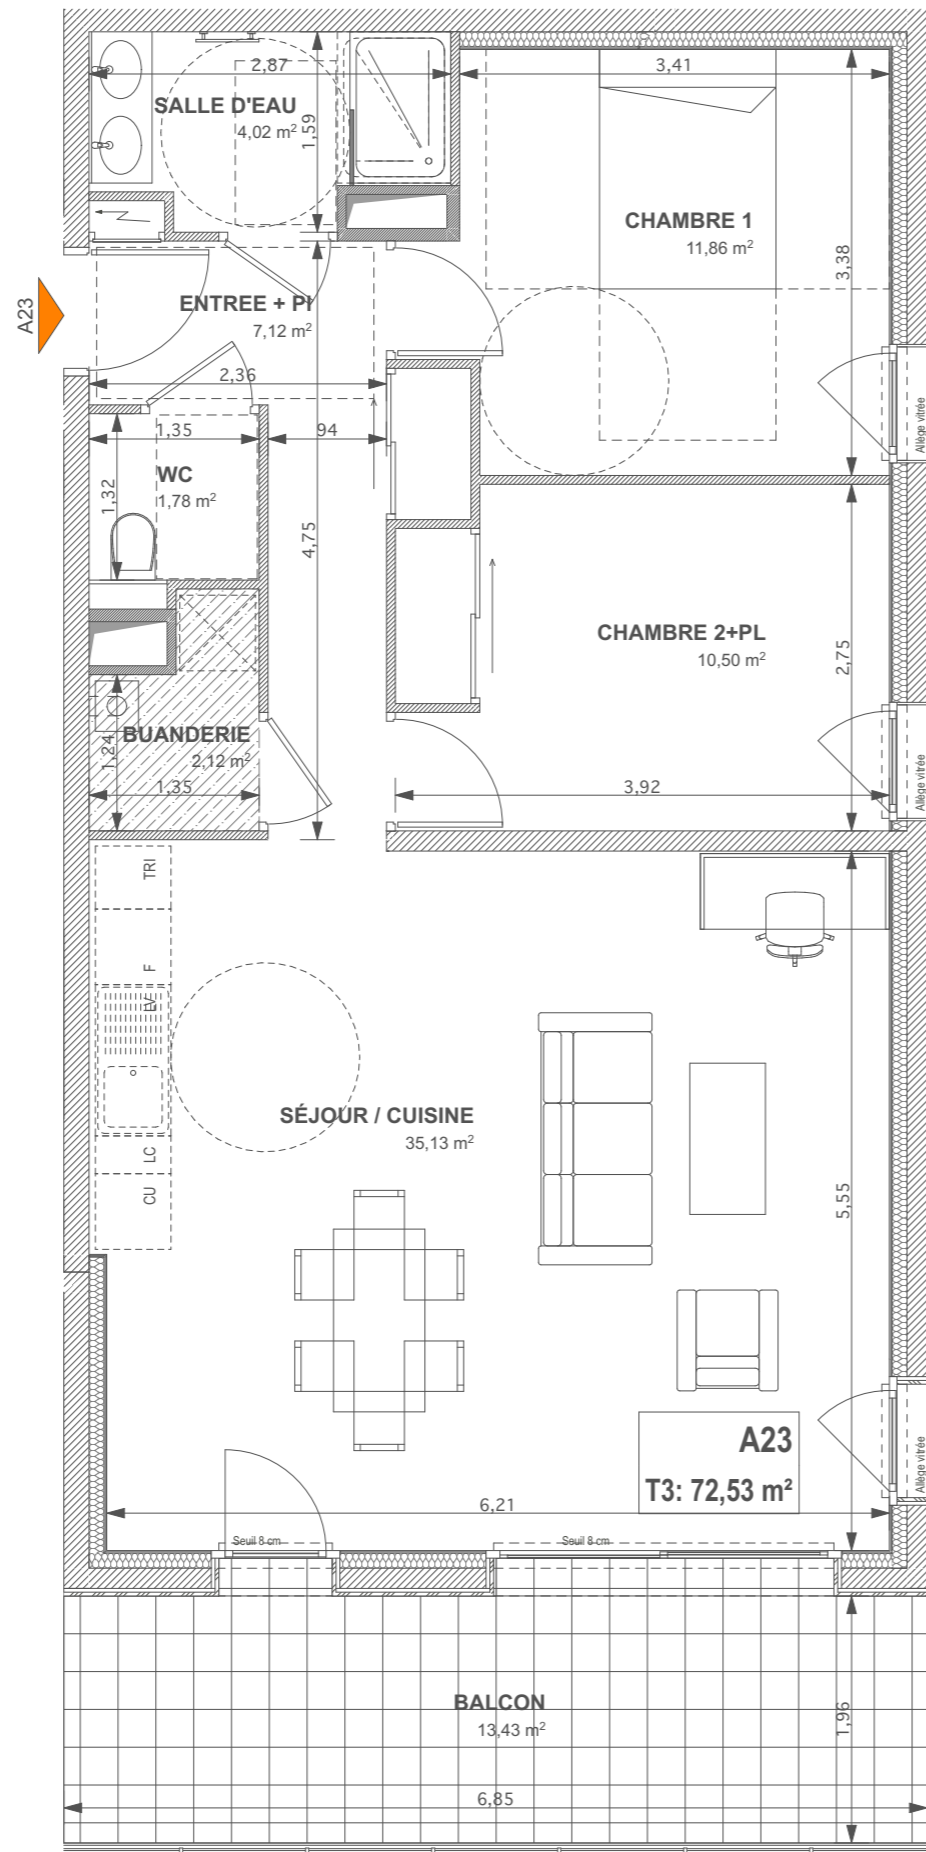 2,87
3,41
SALLE D'EAU
4,02 m²
1,59
CHAMBRE 1
11,86 m²
3,38
A23
ENTREE + Pl
7,12 m²
2,36
1,35
94
Allège vitrée
WC
1,78 m²
1,32
4,75
CHAMBRE 2+PL
10,50 m²
2,75
BUANDERIE
2,12 m²
1,24
1,35
3,92
Allège vitrée
TRI
F
LV
LC
CU
SÉJOUR / CUISINE
35,13 m²
5,55
A23
T3: 72,53 m²
Allège vitrée
6,21
Seuil 8 cm
Seuil 8 cm
BALCON
13,43 m²
1,96
6,85